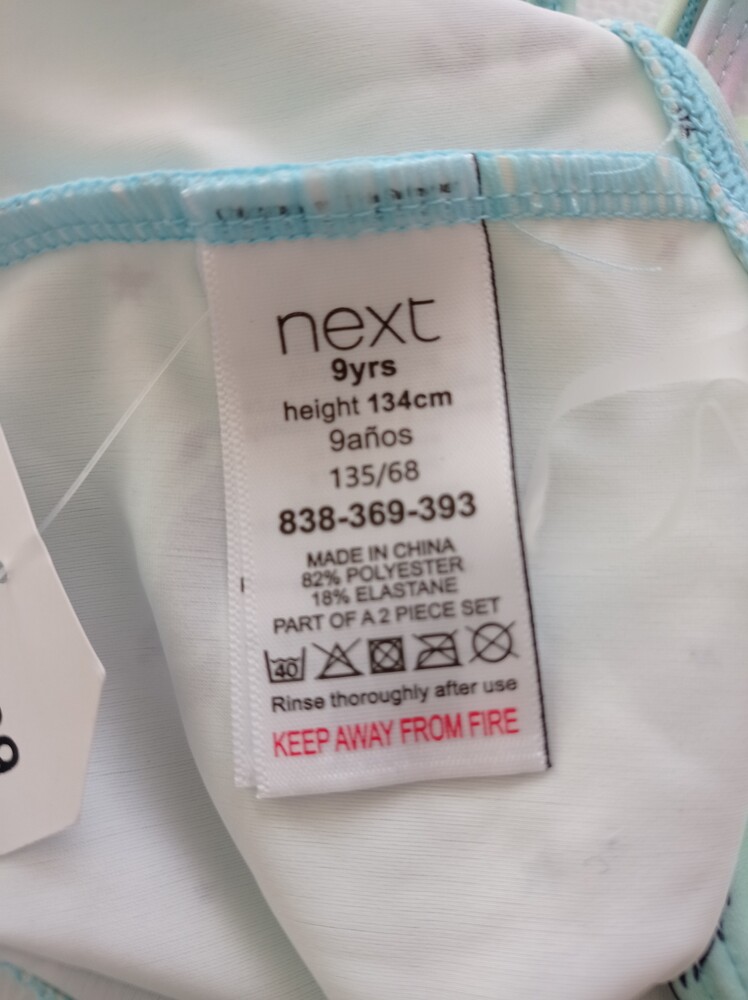 next
9yrs
height 134cm
9años
135/68
838-369-393
MADE IN CHINA
82% POLYESTER
18% ELASTANE
PART OF A 2 PIECE SET
40
Rinse thoroughly after use
KEEP AWAY FROM FIRE